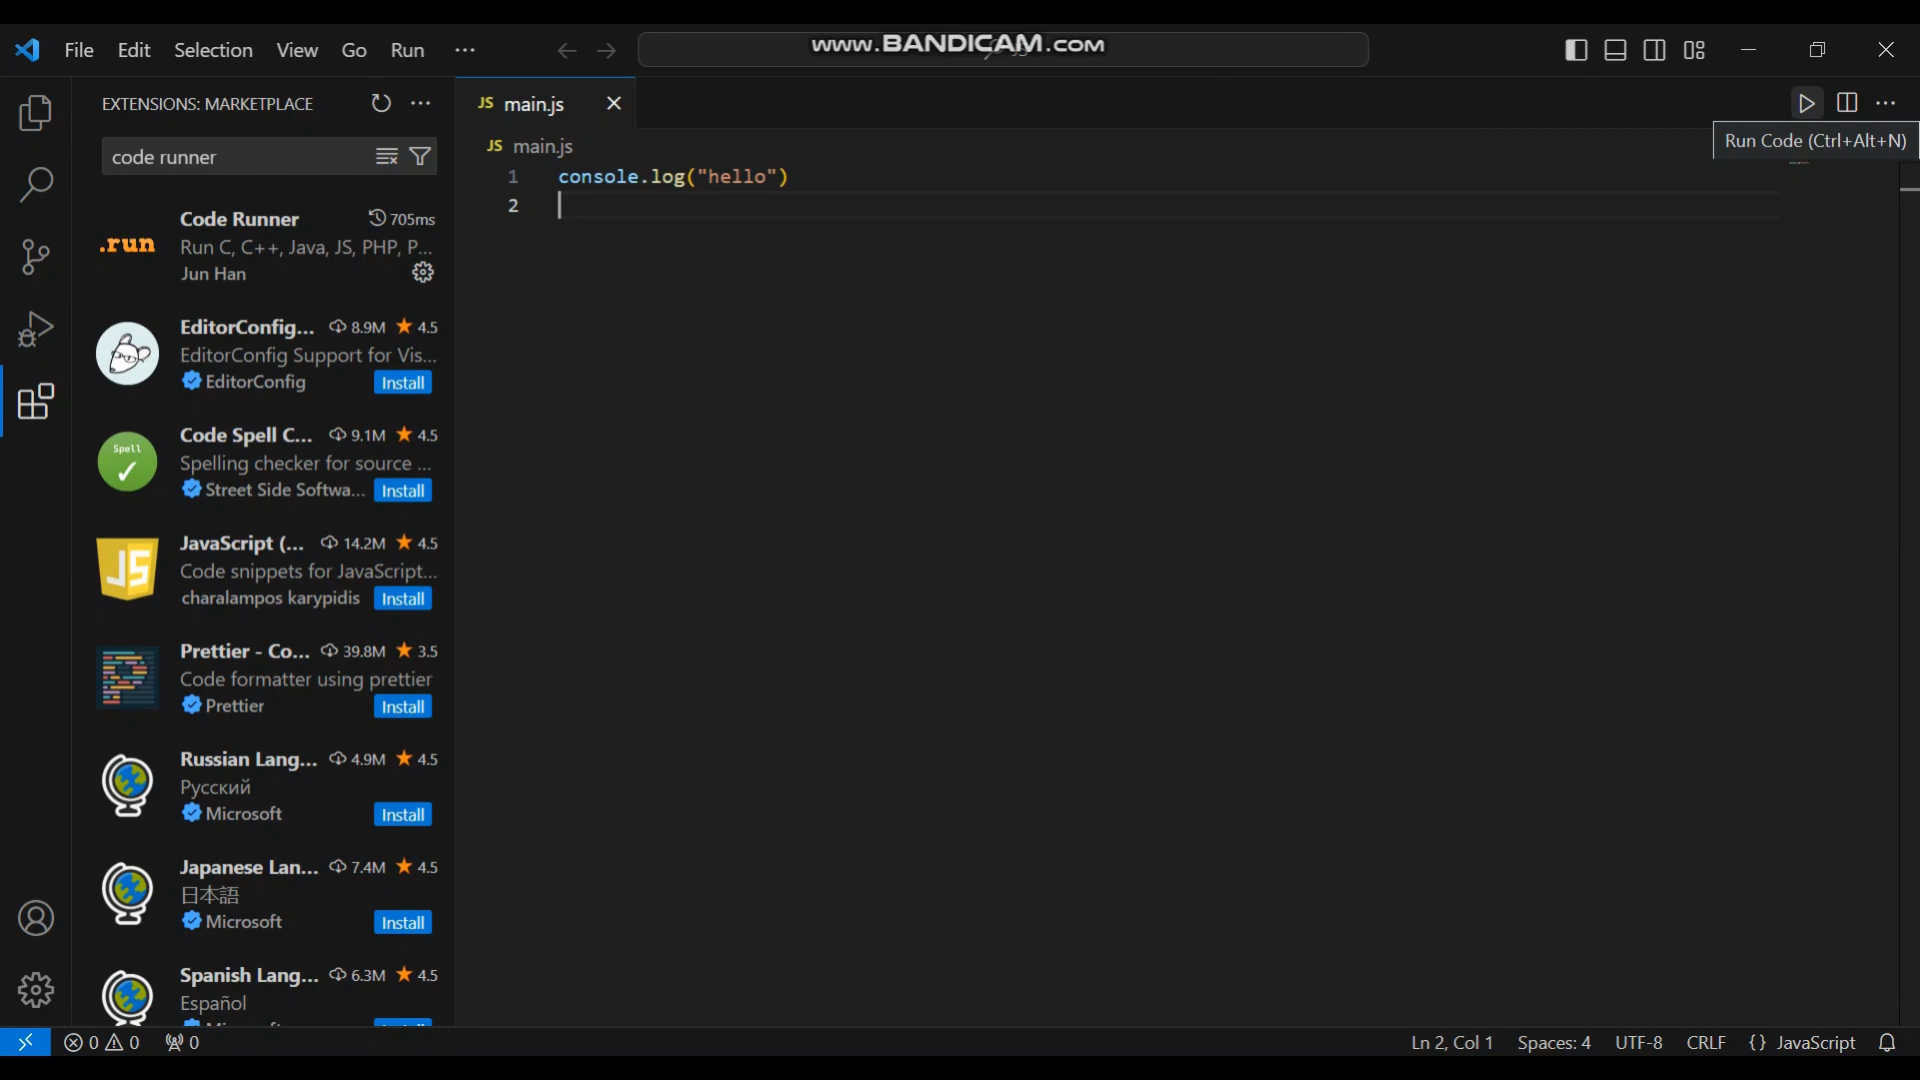 File Edit Selection View Go Run ···
www.BANDICAM.com
EXTENSIONS: MARKETPLACE
code runner
.run
Code Runner 705ms
Run C, C++, Java, JS, PHP, P...
Jun Han
EditorConfig... 8.9M ★ 4.5
EditorConfig Support for Vis...
EditorConfig Install
Spell
Code Spell C... 9.1M ★ 4.5
Spelling checker for source ...
Street Side Softwa... Install
JS
JavaScript (... 14.2M ★ 4.5
Code snippets for JavaScript...
charalampos karypidis Install
Prettier - Co... 39.8M ★ 3.5
Code formatter using prettier
Prettier Install
Russian Lang... 4.9M ★ 4.5
Русский
Microsoft Install
Japanese Lan... 7.4M ★ 4.5
日本語
Microsoft Install
Spanish Lang... 6.3M ★ 4.5
Español
JS main.js
JS main.js
Run Code (Ctrl+Alt+N)
1 console.log("hello")
2
0 0 0
Ln 2, Col 1 Spaces: 4 UTF-8 CRLF {} JavaScript